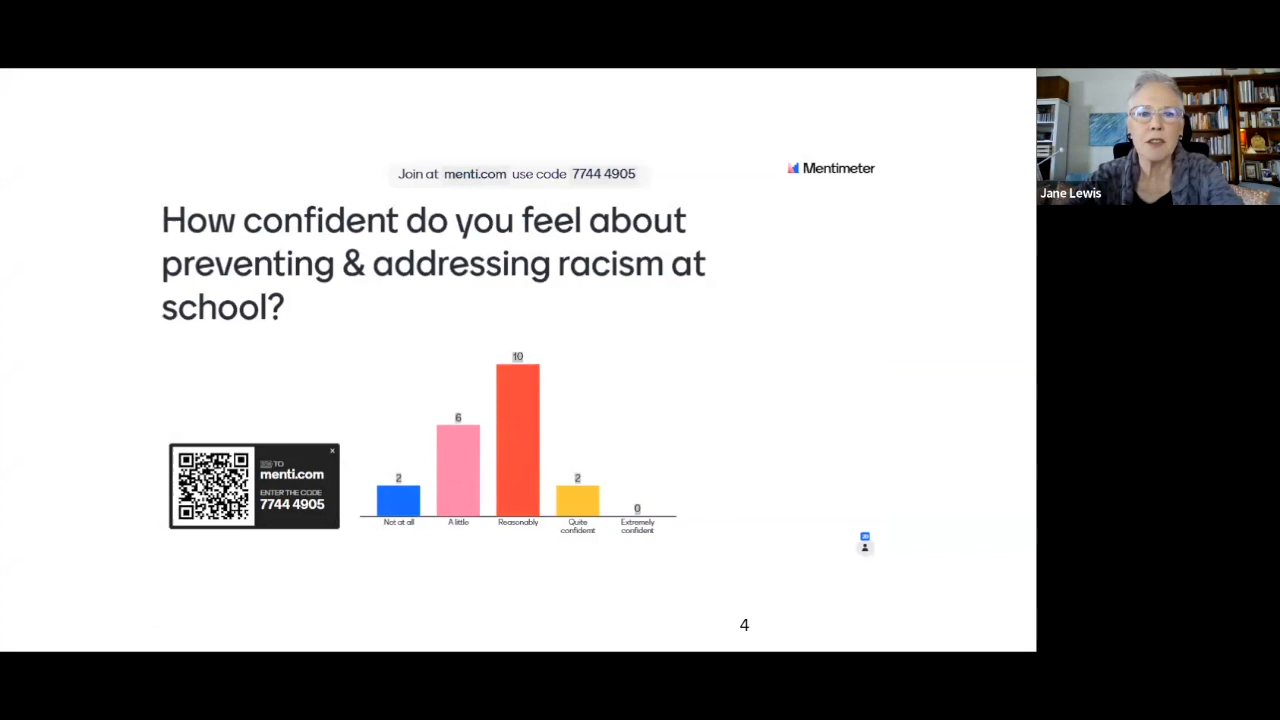 Join at menti.com use code 7744 4905
Mentimeter
How confident do you feel about
preventing & addressing racism at
school?
10
6
2
2
0
Not at all
A little
Reasonably
Quite
confident
Extremely
confident
TO
menti.com
ENTER THE CODE
7744 4905
4
Jane Lewis